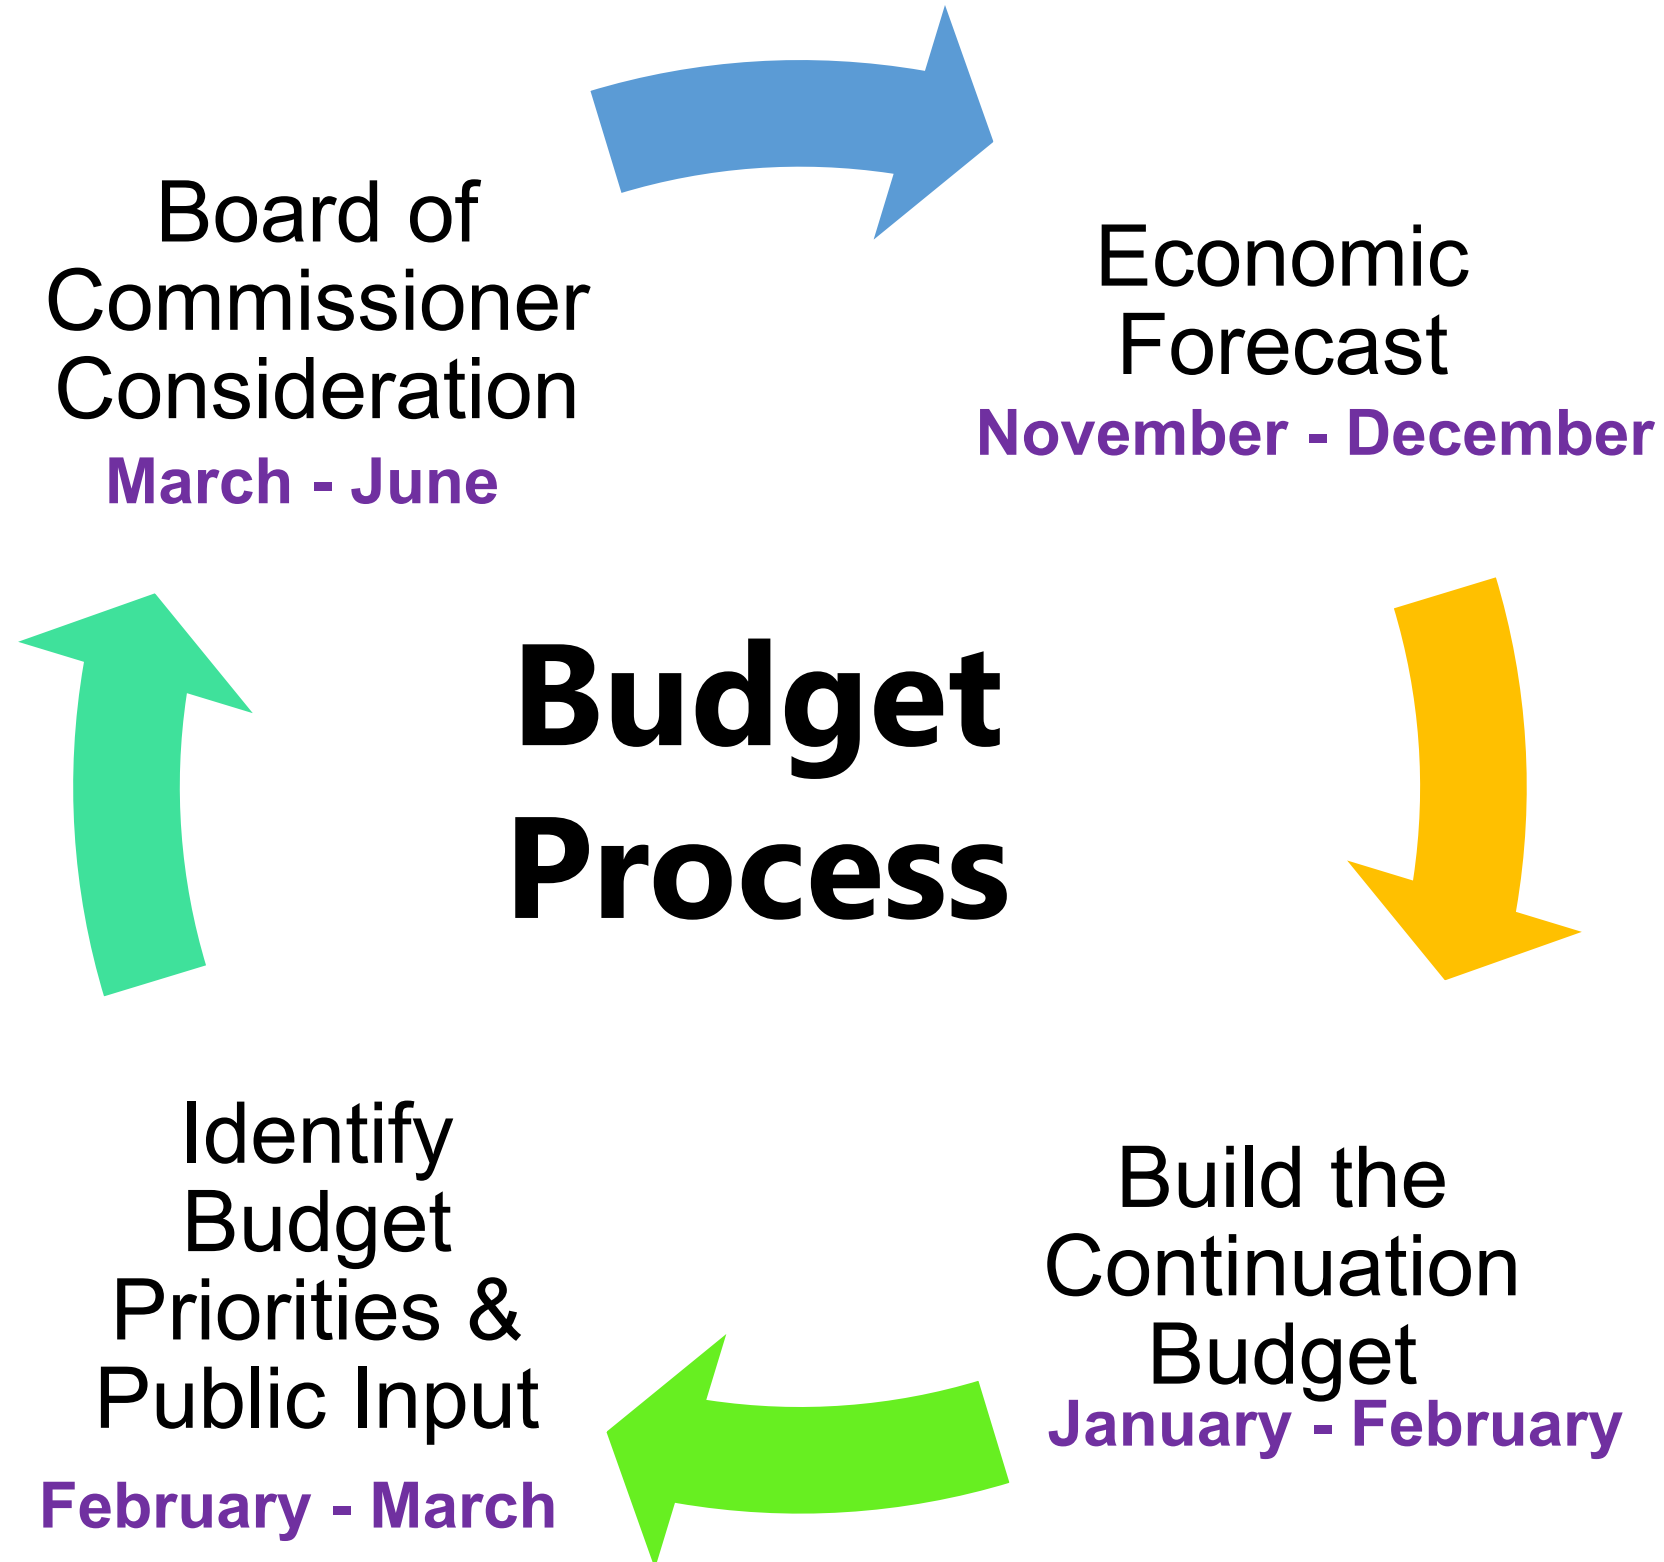 Board of
Commissioner
Consideration
March - June
Economic
Forecast
November - December
Budget
Process
Identify
Budget
Priorities &
Public Input
February - March
Build the
Continuation
Budget
January - February